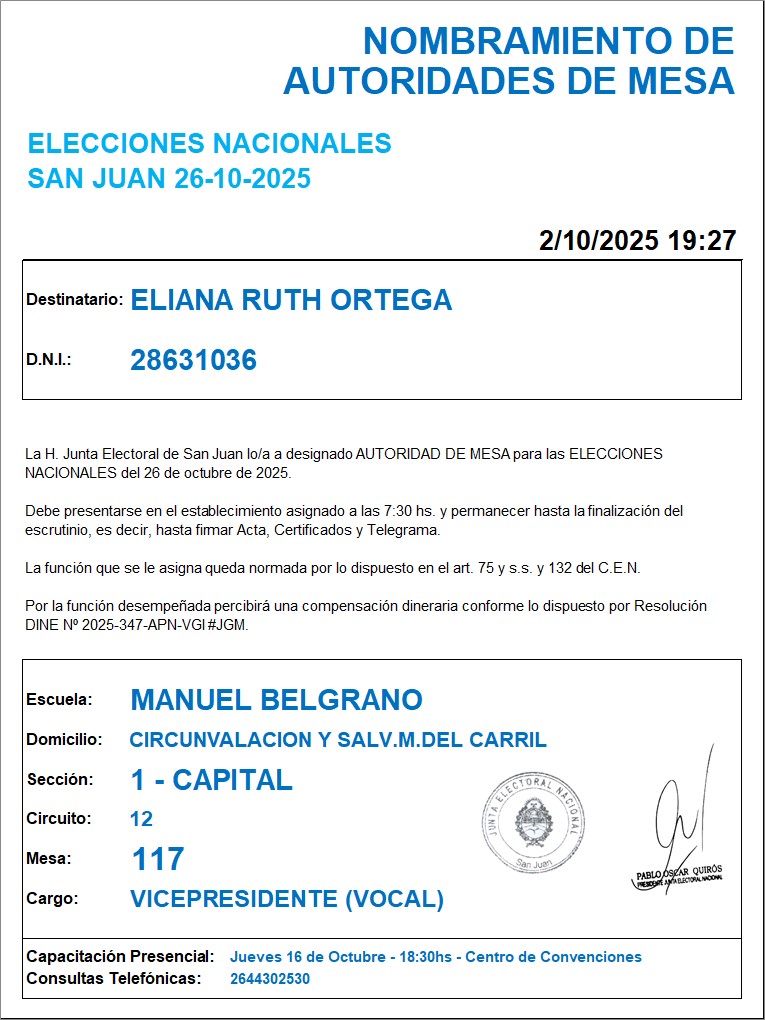 NOMBRAMIENTO DE
AUTORIDADES DE MESA
ELECCIONES NACIONALES
SAN JUAN 26-10-2025
2/10/2025 19:27
Destinatario: ELIANA RUTH ORTEGA
D.N.I.: 28631036
La H. Junta Electoral de San Juan lo/a a designado AUTORIDAD DE MESA para las ELECCIONES
NACIONALES del 26 de octubre de 2025.
Debe presentarse en el establecimiento asignado a las 7:30 hs. y permanecer hasta la finalización del
escrutinio, es decir, hasta firmar Acta, Certificados y Telegrama.
La función que se le asigna queda normada por lo dispuesto en el art. 75 y s.s. y 132 del C.E.N.
Por la función desempeñada percibirá una compensación dineraria conforme lo dispuesto por Resolución
DINE Nº 2025-347-APN-VGI#JGM.
Escuela: MANUEL BELGRANO
Domicilio: CIRCUNVALACION Y SALV.M.DEL CARRIL
Sección: 1 - CAPITAL
Circuito: 12
Mesa: 117
Cargo: VICEPRESIDENTE (VOCAL)
JUNTA ELECTORAL NACIONAL
San Juan
PABLO OSCAR QUIRÓS
PRESIDENTE JUNTA ELECTORAL NACIONAL
Capacitación Presencial: Jueves 16 de Octubre - 18:30hs - Centro de Convenciones
Consultas Telefónicas: 2644302530